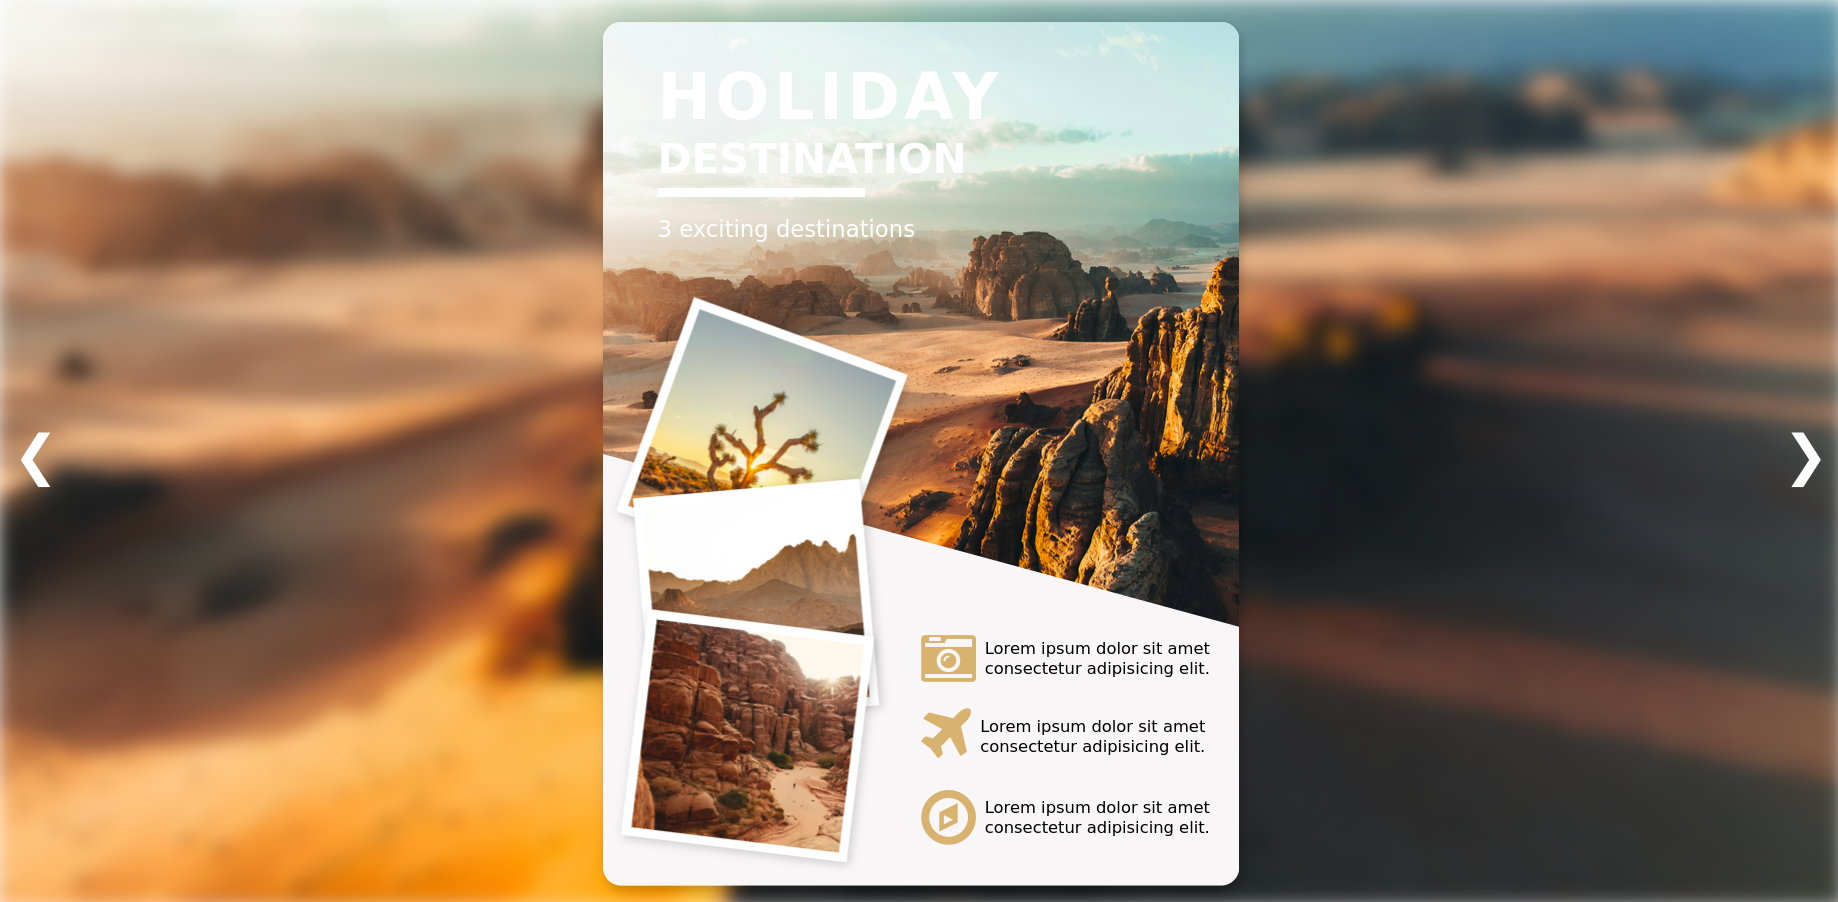 HOLIDAY
DESTINATION
3 exciting destinations
Lorem ipsum dolor sit amet
consectetur adipisicing elit.
Lorem ipsum dolor sit amet
consectetur adipisicing elit.
Lorem ipsum dolor sit amet
consectetur adipisicing elit.